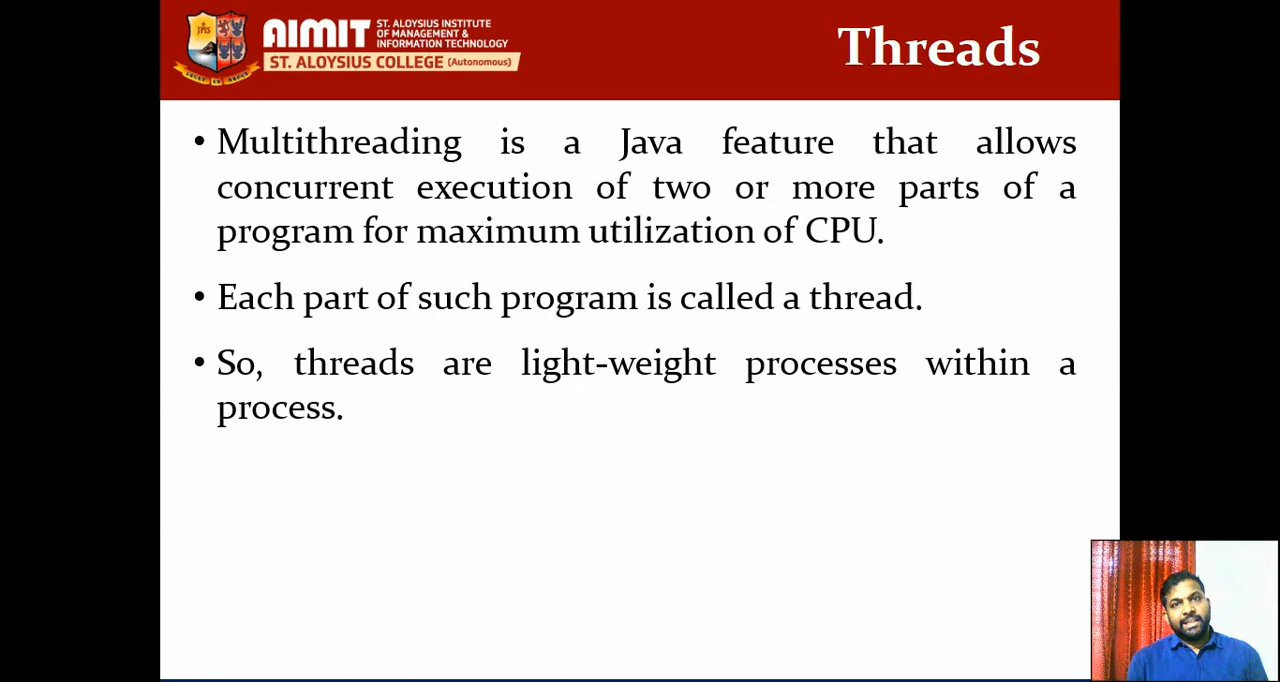 AIMIT
ST. ALOYSIUS INSTITUTE
OF MANAGEMENT &
INFORMATION TECHNOLOGY
ST. ALOYSIUS COLLEGE (Autonomous)
Threads
• Multithreading is a Java feature that allows
concurrent execution of two or more parts of a
program for maximum utilization of CPU.
• Each part of such program is called a thread.
• So, threads are light-weight processes within a
process.